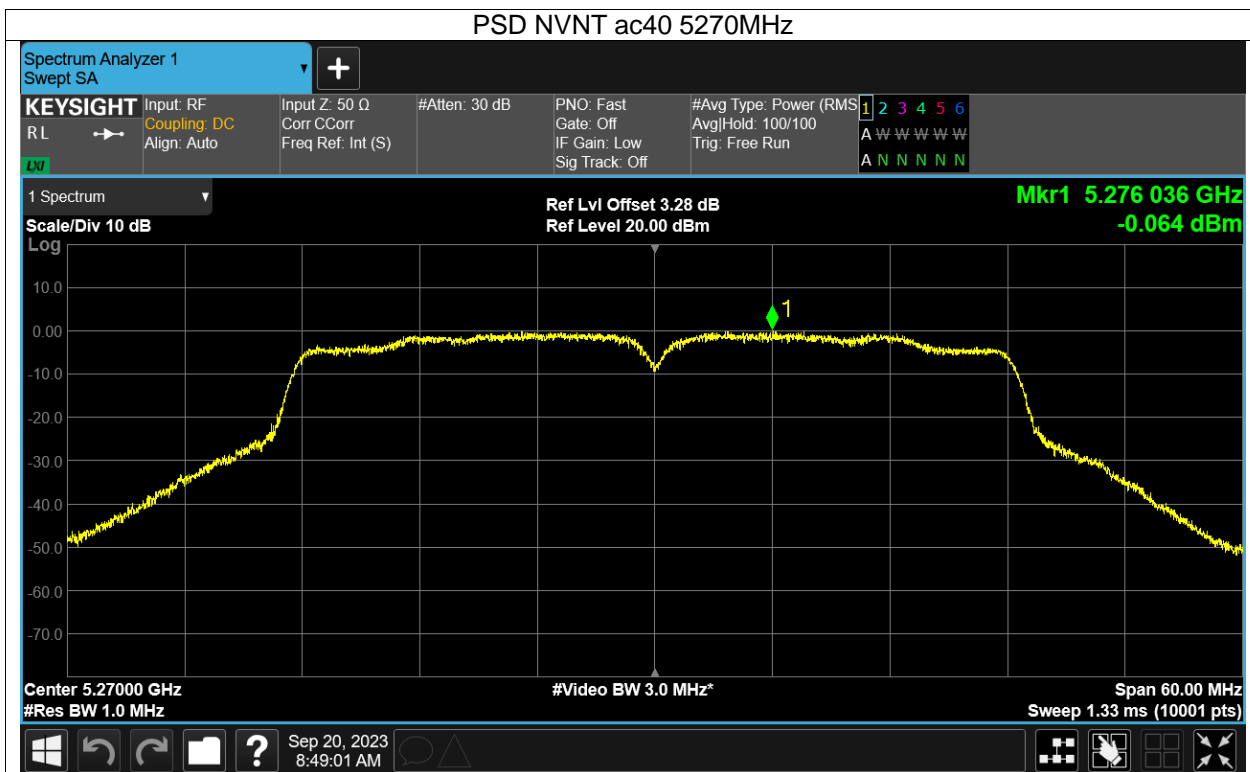 PSD NVNT ac40 5270MHz
Spectrum Analyzer 1
Swept SA
KEYSIGHT
RL
LXI
Input: RF
Coupling: DC
Align: Auto
Input Z: 50 Ω
Corr CCorr
Freq Ref: Int (S)
#Atten: 30 dB
PNO: Fast
Gate: Off
IF Gain: Low
Sig Track: Off
#Avg Type: Power (RMS
Avg|Hold: 100/100
Trig: Free Run
1 2 3 4 5 6
A W W W W W
A N N N N N
1 Spectrum
Scale/Div 10 dB
Ref Lvl Offset 3.28 dB
Ref Level 20.00 dBm
Mkr1 5.276 036 GHz
-0.064 dBm
Log
10.0
0.00
-10.0
-20.0
-30.0
-40.0
-50.0
-60.0
-70.0
1
Center 5.27000 GHz
#Res BW 1.0 MHz
#Video BW 3.0 MHz*
Span 60.00 MHz
Sweep 1.33 ms (10001 pts)
?
Sep 20, 2023
8:49:01 AM